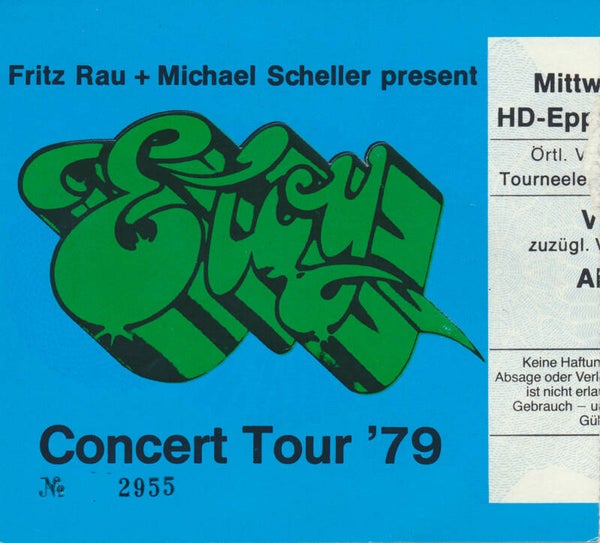 Fritz Rau + Michael Scheller present
Eloy
Concert Tour '79
№ 2955
Mittw
HD-Epp
Örtl. V
Tourneele
V
zuzügl. V
Keine Haftun
Absage oder Verle
ist nicht erlau
Gebrauch – u
Gül